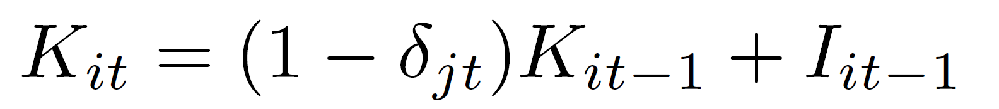 K_{it} = (1 − δ_{jt})K_{it−1} + I_{it−1}